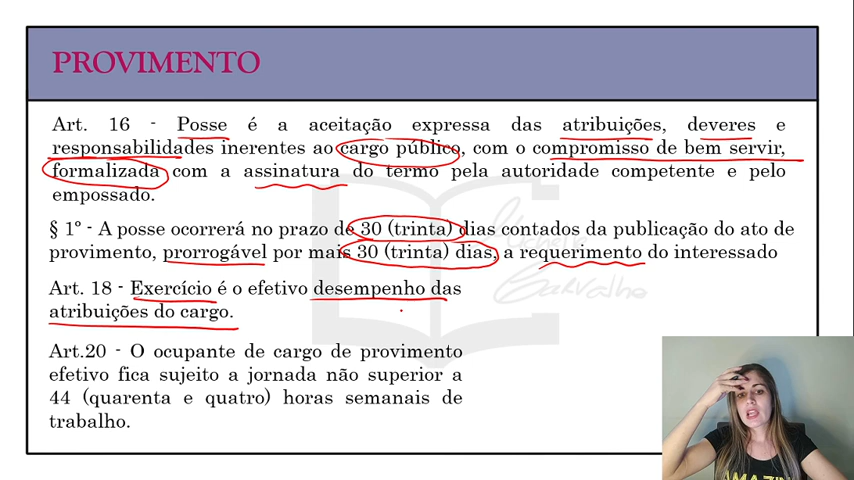 PROVIMENTO
Art. 16 - Posse é a aceitação expressa das atribuições, deveres e
responsabilidades inerentes ao cargo público, com o compromisso de bem servir,
formalizada com a assinatura do termo pela autoridade competente e pelo
empossado.
§ 1º - A posse ocorrerá no prazo de 30 (trinta) dias contados da publicação do ato de
provimento, prorrogável por mais 30 (trinta) dias, a requerimento do interessado
Art. 18 - Exercício é o efetivo desempenho das
atribuições do cargo.
Carvalho
Art.20 - O ocupante de cargo de provimento
efetivo fica sujeito a jornada não superior a
44 (quarenta e quatro) horas semanais de
trabalho.
AMAZIN